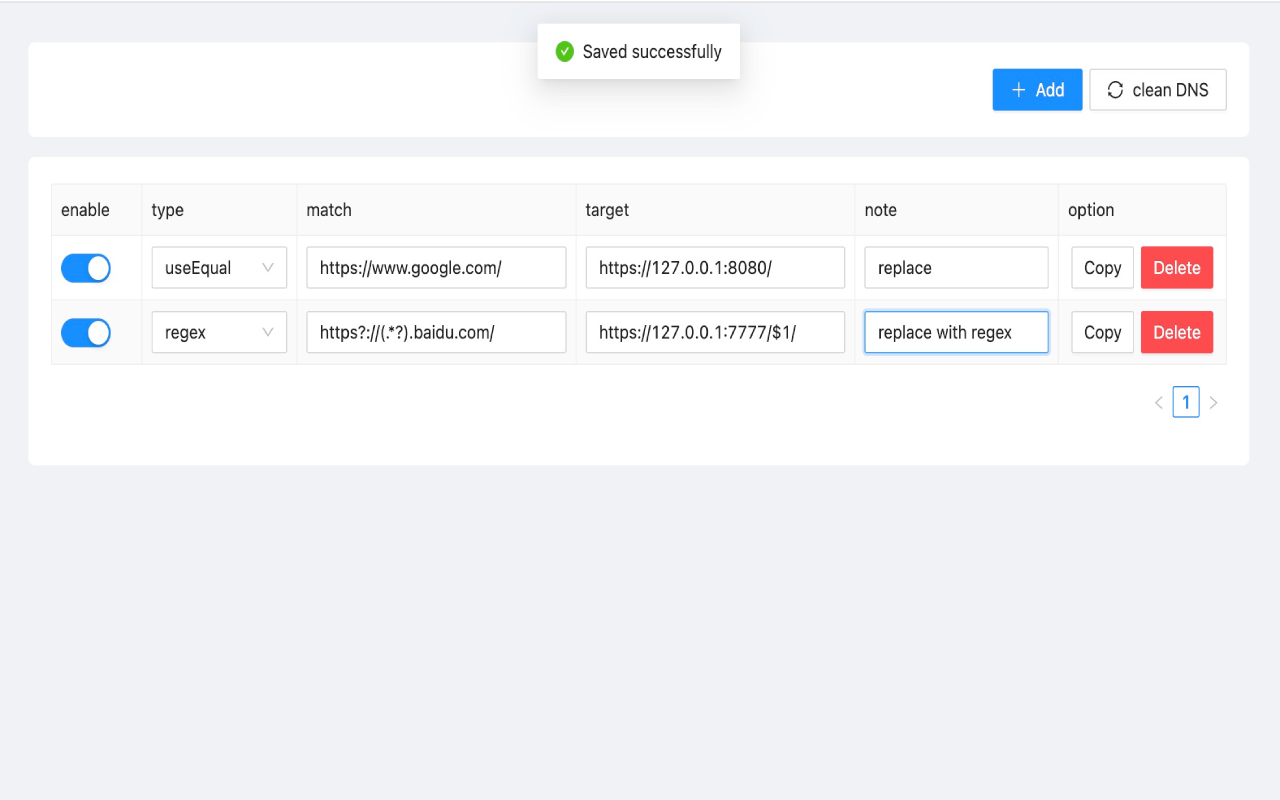 Saved successfully
Add clean DNS
enable type match target note option
useEqual https://www.google.com/ https://127.0.0.1:8080/ replace Copy Delete
regex https?://(.*?).baidu.com/ https://127.0.0.1:7777/$1/ replace with regex Copy Delete
1